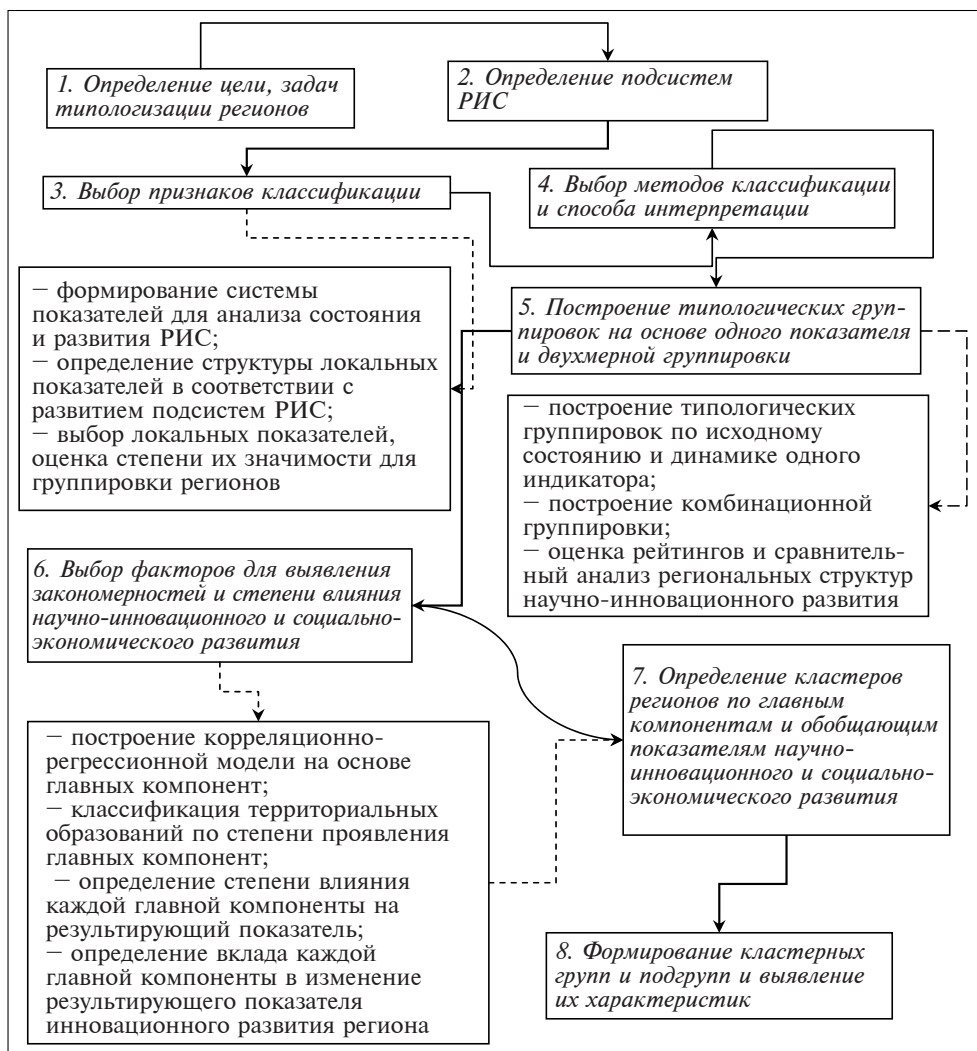 1. Определение цели, задач
типологизации регионов
2. Определение подсистем
РИС
3. Выбор признаков классификации
4. Выбор методов классификации
и способа интерпретации
– формирование системы
показателей для анализа состояния
и развития РИС;
– определение структуры локальных
показателей в соответствии с
развитием подсистем РИС;
– выбор локальных показателей,
оценка степени их значимости для
группировки регионов
5. Построение типологических груп-
пировок на основе одного показателя
и двухмерной группировки
– построение типологических
группировок по исходному
состоянию и динамике одного
индикатора;
– построение комбинационной
группировки;
– оценка рейтингов и сравнитель-
ный анализ региональных структур
научно-инновационного развития
6. Выбор факторов для выявления
закономерностей и степени влияния
научно-инновационного и социально-
экономического развития
– построение корреляционно-
регрессионной модели на основе
главных компонент;
– классификация территориальных
образований по степени проявления
главных компонент;
– определение степени влияния
каждой главной компоненты на
результирующий показатель;
– определение вклада каждой
главной компоненты в изменение
результирующего показателя
инновационного развития региона
7. Определение кластеров
регионов по главным
компонентам и обобщающим
показателям научно-
инновационного и социально-
экономического развития
8. Формирование кластерных
групп и подгрупп и выявление
их характеристик